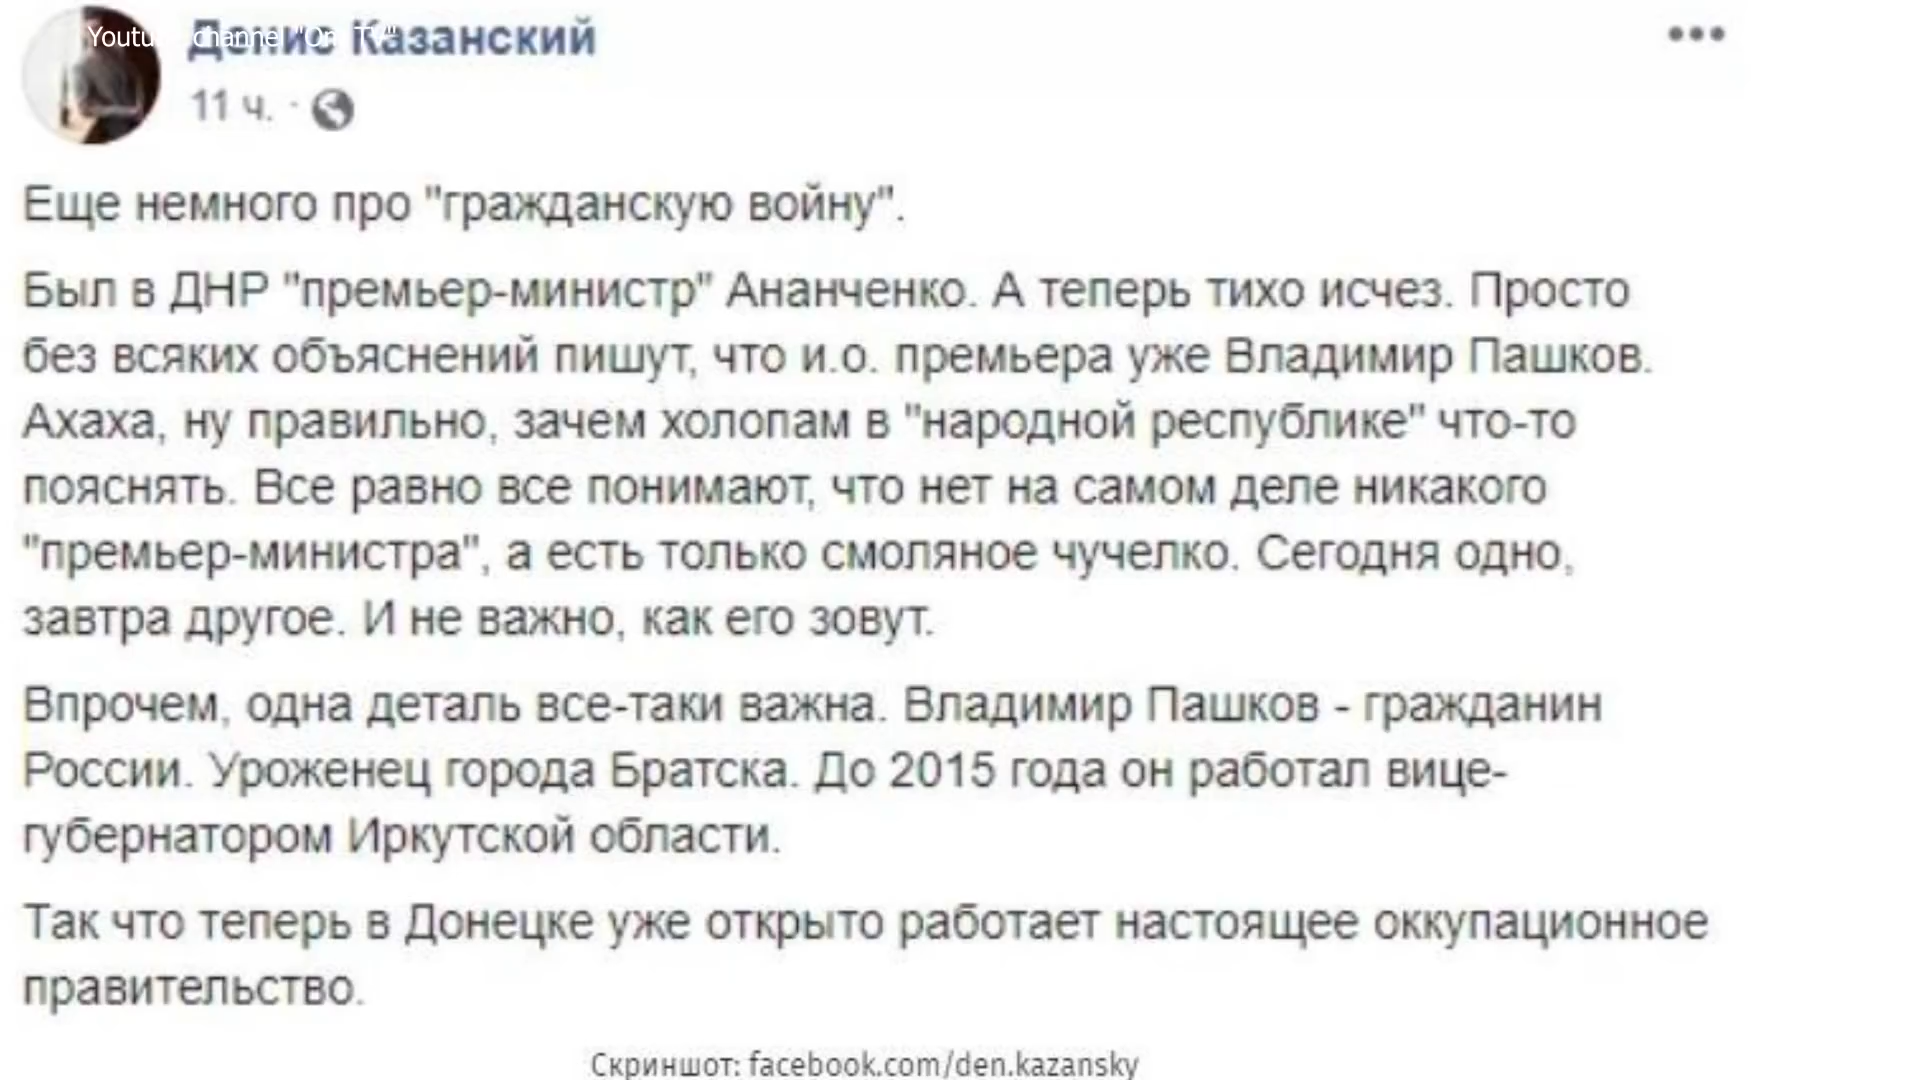 Youtube channel "One TV"
Денис Казанский
11 ч.
Еще немного про "гражданскую войну".
Был в ДНР "премьер-министр" Ананченко. А теперь тихо исчез. Просто
без всяких объяснений пишут, что и.о. премьера уже Владимир Пашков.
Ахаха, ну правильно, зачем холопам в "народной республике" что-то
пояснять. Все равно все понимают, что нет на самом деле никакого
"премьер-министра", а есть только смоляное чучелко. Сегодня одно,
завтра другое. И не важно, как его зовут.
Впрочем, одна деталь все-таки важна. Владимир Пашков - гражданин
России. Уроженец города Братска. До 2015 года он работал вице-
губернатором Иркутской области.
Так что теперь в Донецке уже открыто работает настоящее оккупационное
правительство.
Скриншот: facebook.com/den.kazansky